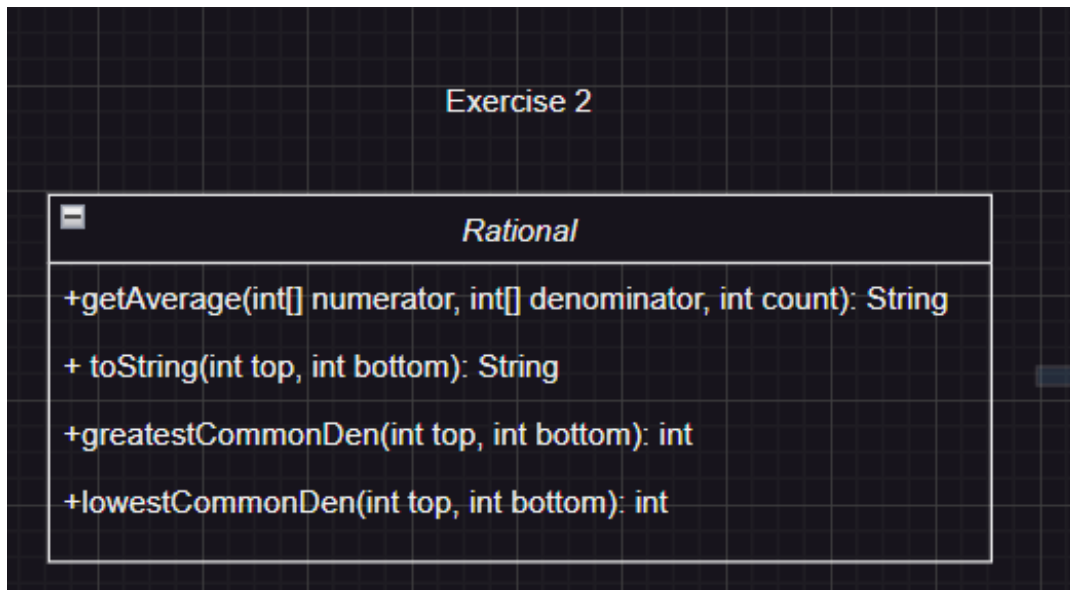 Exercise 2
Rational
+getAverage(int[] numerator, int[] denominator, int count): String
+ toString(int top, int bottom): String
+greatestCommonDen(int top, int bottom): int
+lowestCommonDen(int top, int bottom): int